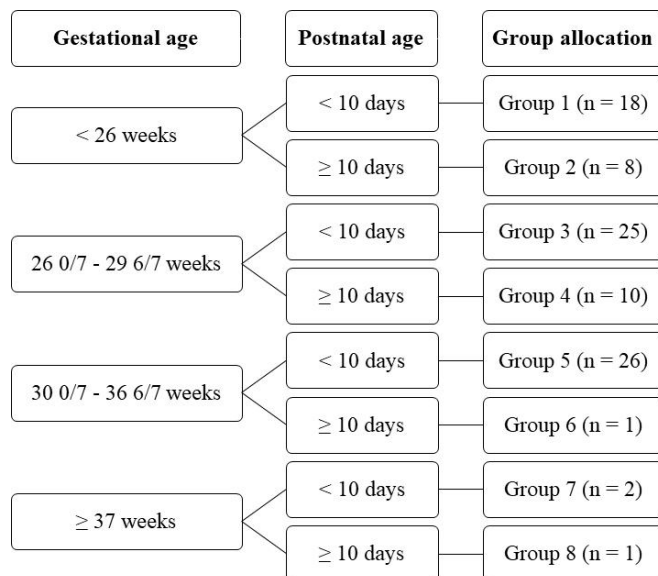 Gestational age
Postnatal age
Group allocation
< 26 weeks
< 10 days
Group 1 (n = 18)
≥ 10 days
Group 2 (n = 8)
26 0/7 - 29 6/7 weeks
< 10 days
Group 3 (n = 25)
≥ 10 days
Group 4 (n = 10)
30 0/7 - 36 6/7 weeks
< 10 days
Group 5 (n = 26)
≥ 10 days
Group 6 (n = 1)
≥ 37 weeks
< 10 days
Group 7 (n = 2)
≥ 10 days
Group 8 (n = 1)